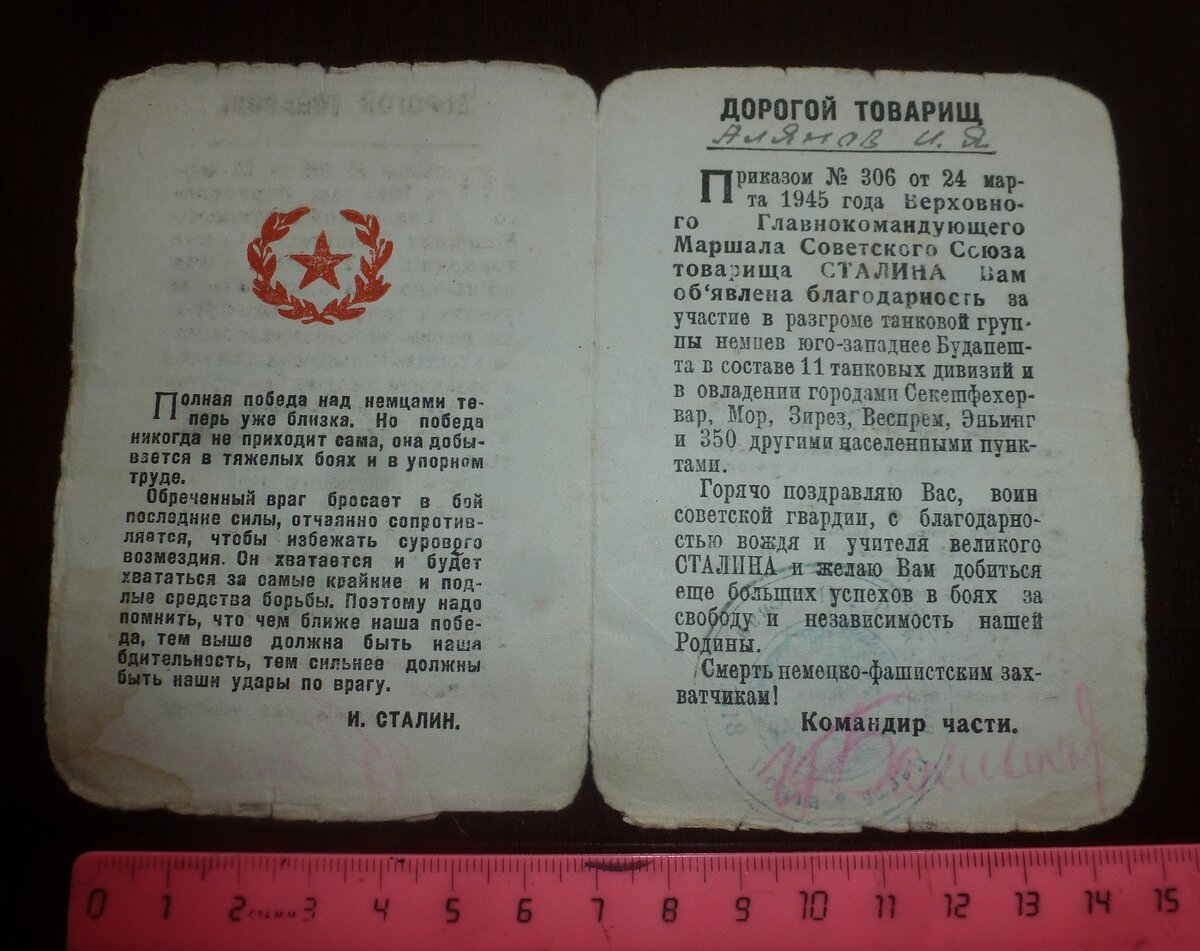 Полная победа над немцами те-
перь уже близка. Но победа
никогда не приходит сама, она добы-
вается в тяжелых боях и в упорном
труде.
Обреченный враг бросает в бой
последние силы, отчаянно сопротив-
ляется, чтобы избежать сурового
возмездия. Он хватается и будет
хвататься за самые крайние и под-
лые средства борьбы. Поэтому надо
помнить, что чем ближе наша побе-
да, тем выше должна быть наша
бдительность, тем сильнее должны
быть наши удары по врагу.
И. СТАЛИН.
ДОРОГОЙ ТОВАРИЩ
Алянов И. Я
Приказом № 306 от 24 мар-
та 1945 года Верховно-
го Главнокомандующего
Маршала Советского Союза
товарища СТАЛИНА Вам
об‘явлена благодарность за
участие в разгроме танковой груп-
пы немцев юго-западнее Будапеш-
та в составе 11 танковых дивизий и
в овладении городами Секешфехер-
вар, Мор, Зирез, Веспрем, Эньинг
и 350 другими населенными пунк-
тами.
Горячо поздравляю Вас, воин
советской гвардии, с благодарно-
стью вождя и учителя великого
СТАЛИНА и желаю Вам добиться
еще больших успехов в боях за
свободу и независимость нашей
Родины.
Смерть немецко-фашистским зах-
ватчикам!
Командир части.
0 1 2 СТАММ 3 4 5 6 7 8 9 10 11 12 13 14 15